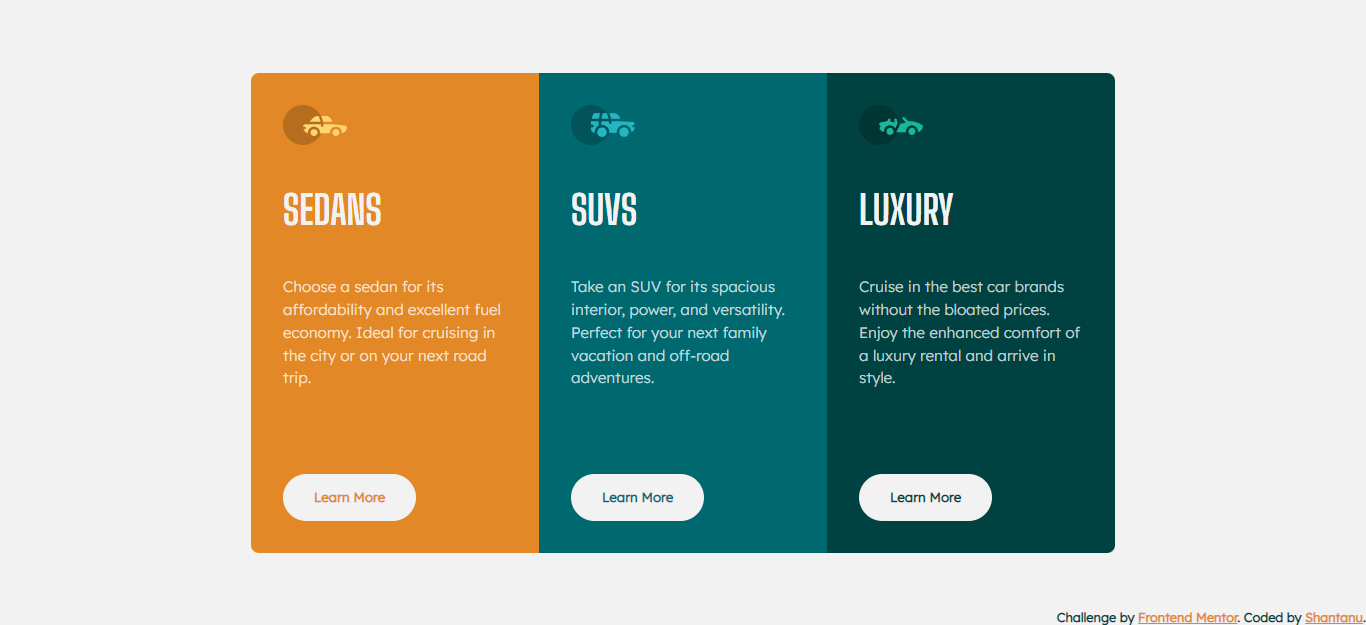 SEDANS
Choose a sedan for its
affordability and excellent fuel
economy. Ideal for cruising in
the city or on your next road
trip.
Learn More
SUVS
Take an SUV for its spacious
interior, power, and versatility.
Perfect for your next family
vacation and off-road
adventures.
Learn More
LUXURY
Cruise in the best car brands
without the bloated prices.
Enjoy the enhanced comfort of
a luxury rental and arrive in
style.
Learn More
Challenge by Frontend Mentor. Coded by Shantanu.